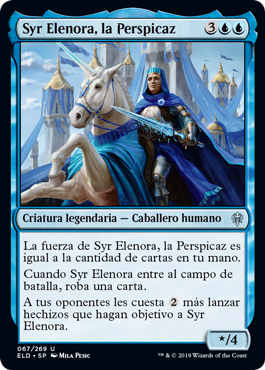 Syr Elenora, la Perspicaz 3
Criatura legendaria — Caballero humano
La fuerza de Syr Elenora, la Perspicaz es
igual a la cantidad de cartas en tu mano.
Cuando Syr Elenora entre al campo de
batalla, roba una carta.
A tus oponentes les cuesta 2 más lanzar
hechizos que hagan objetivo a Syr
Elenora.
*/4
067/269 U
ELD • SP MILA PESIC
™ & © 2019 Wizards of the Coast